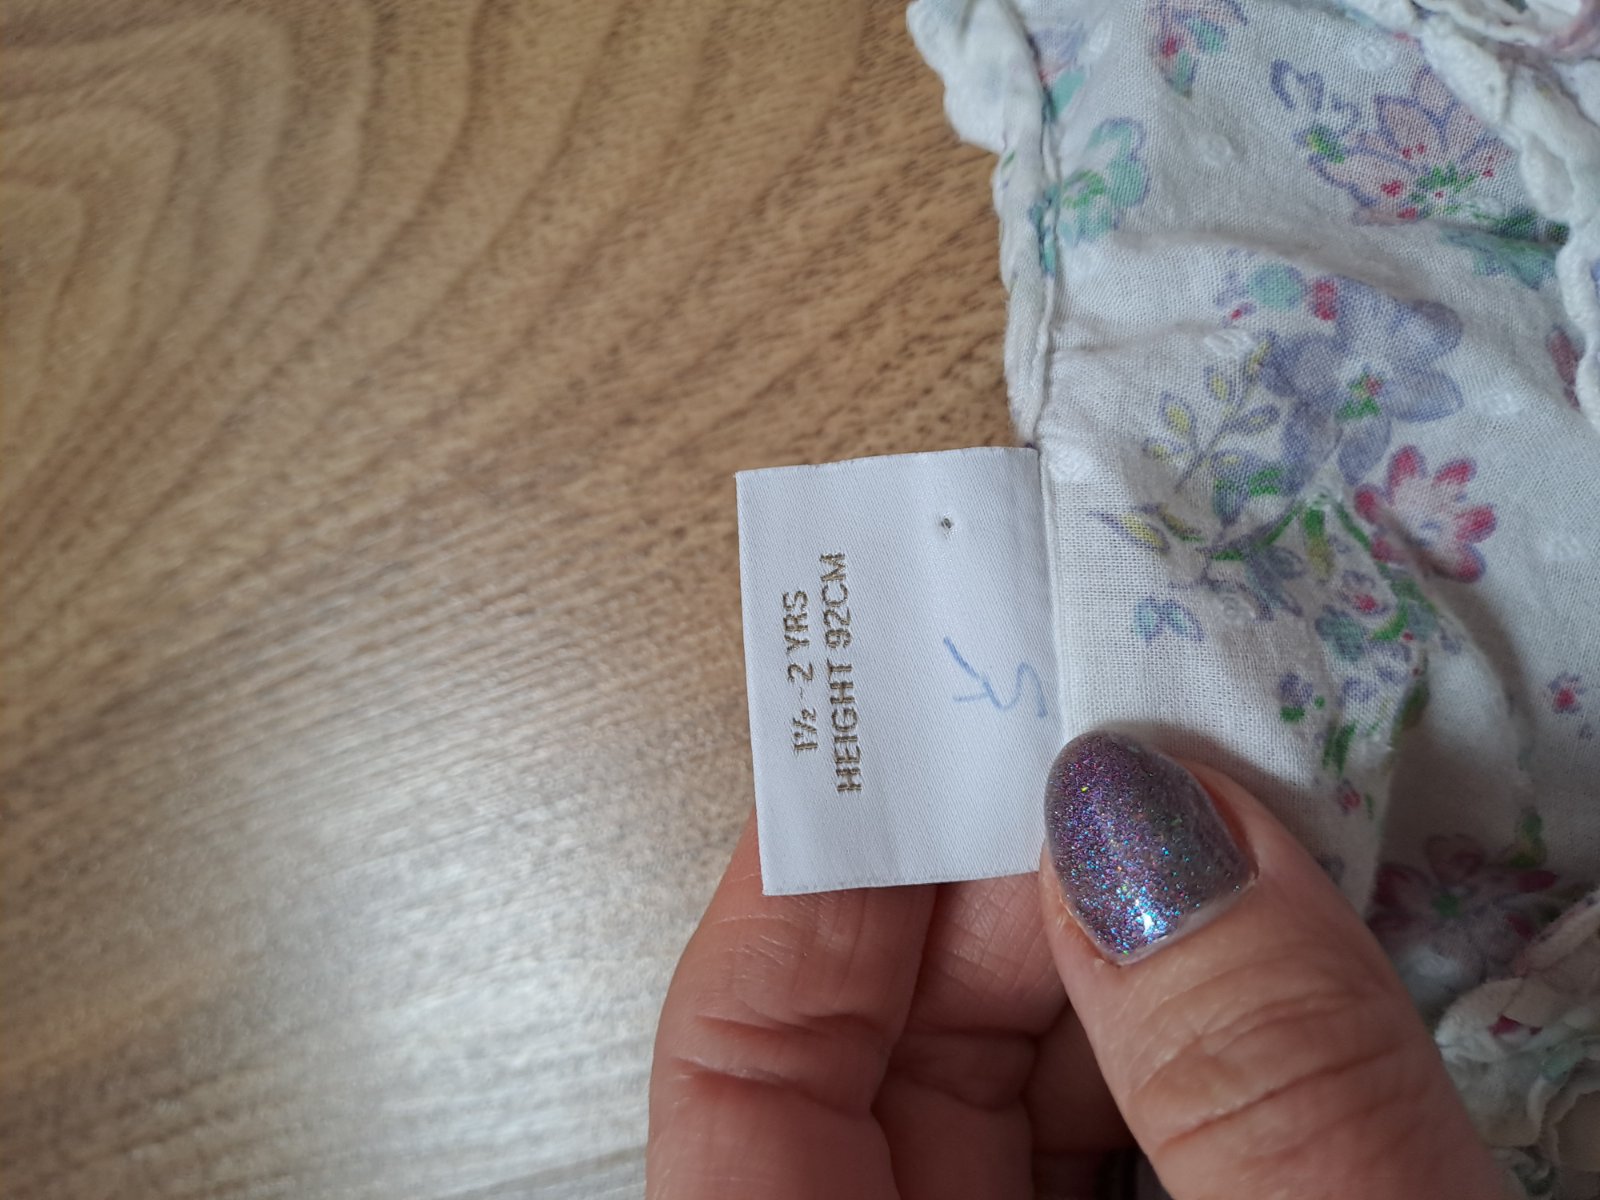 1½-2 YRS
HEIGHT 92CM